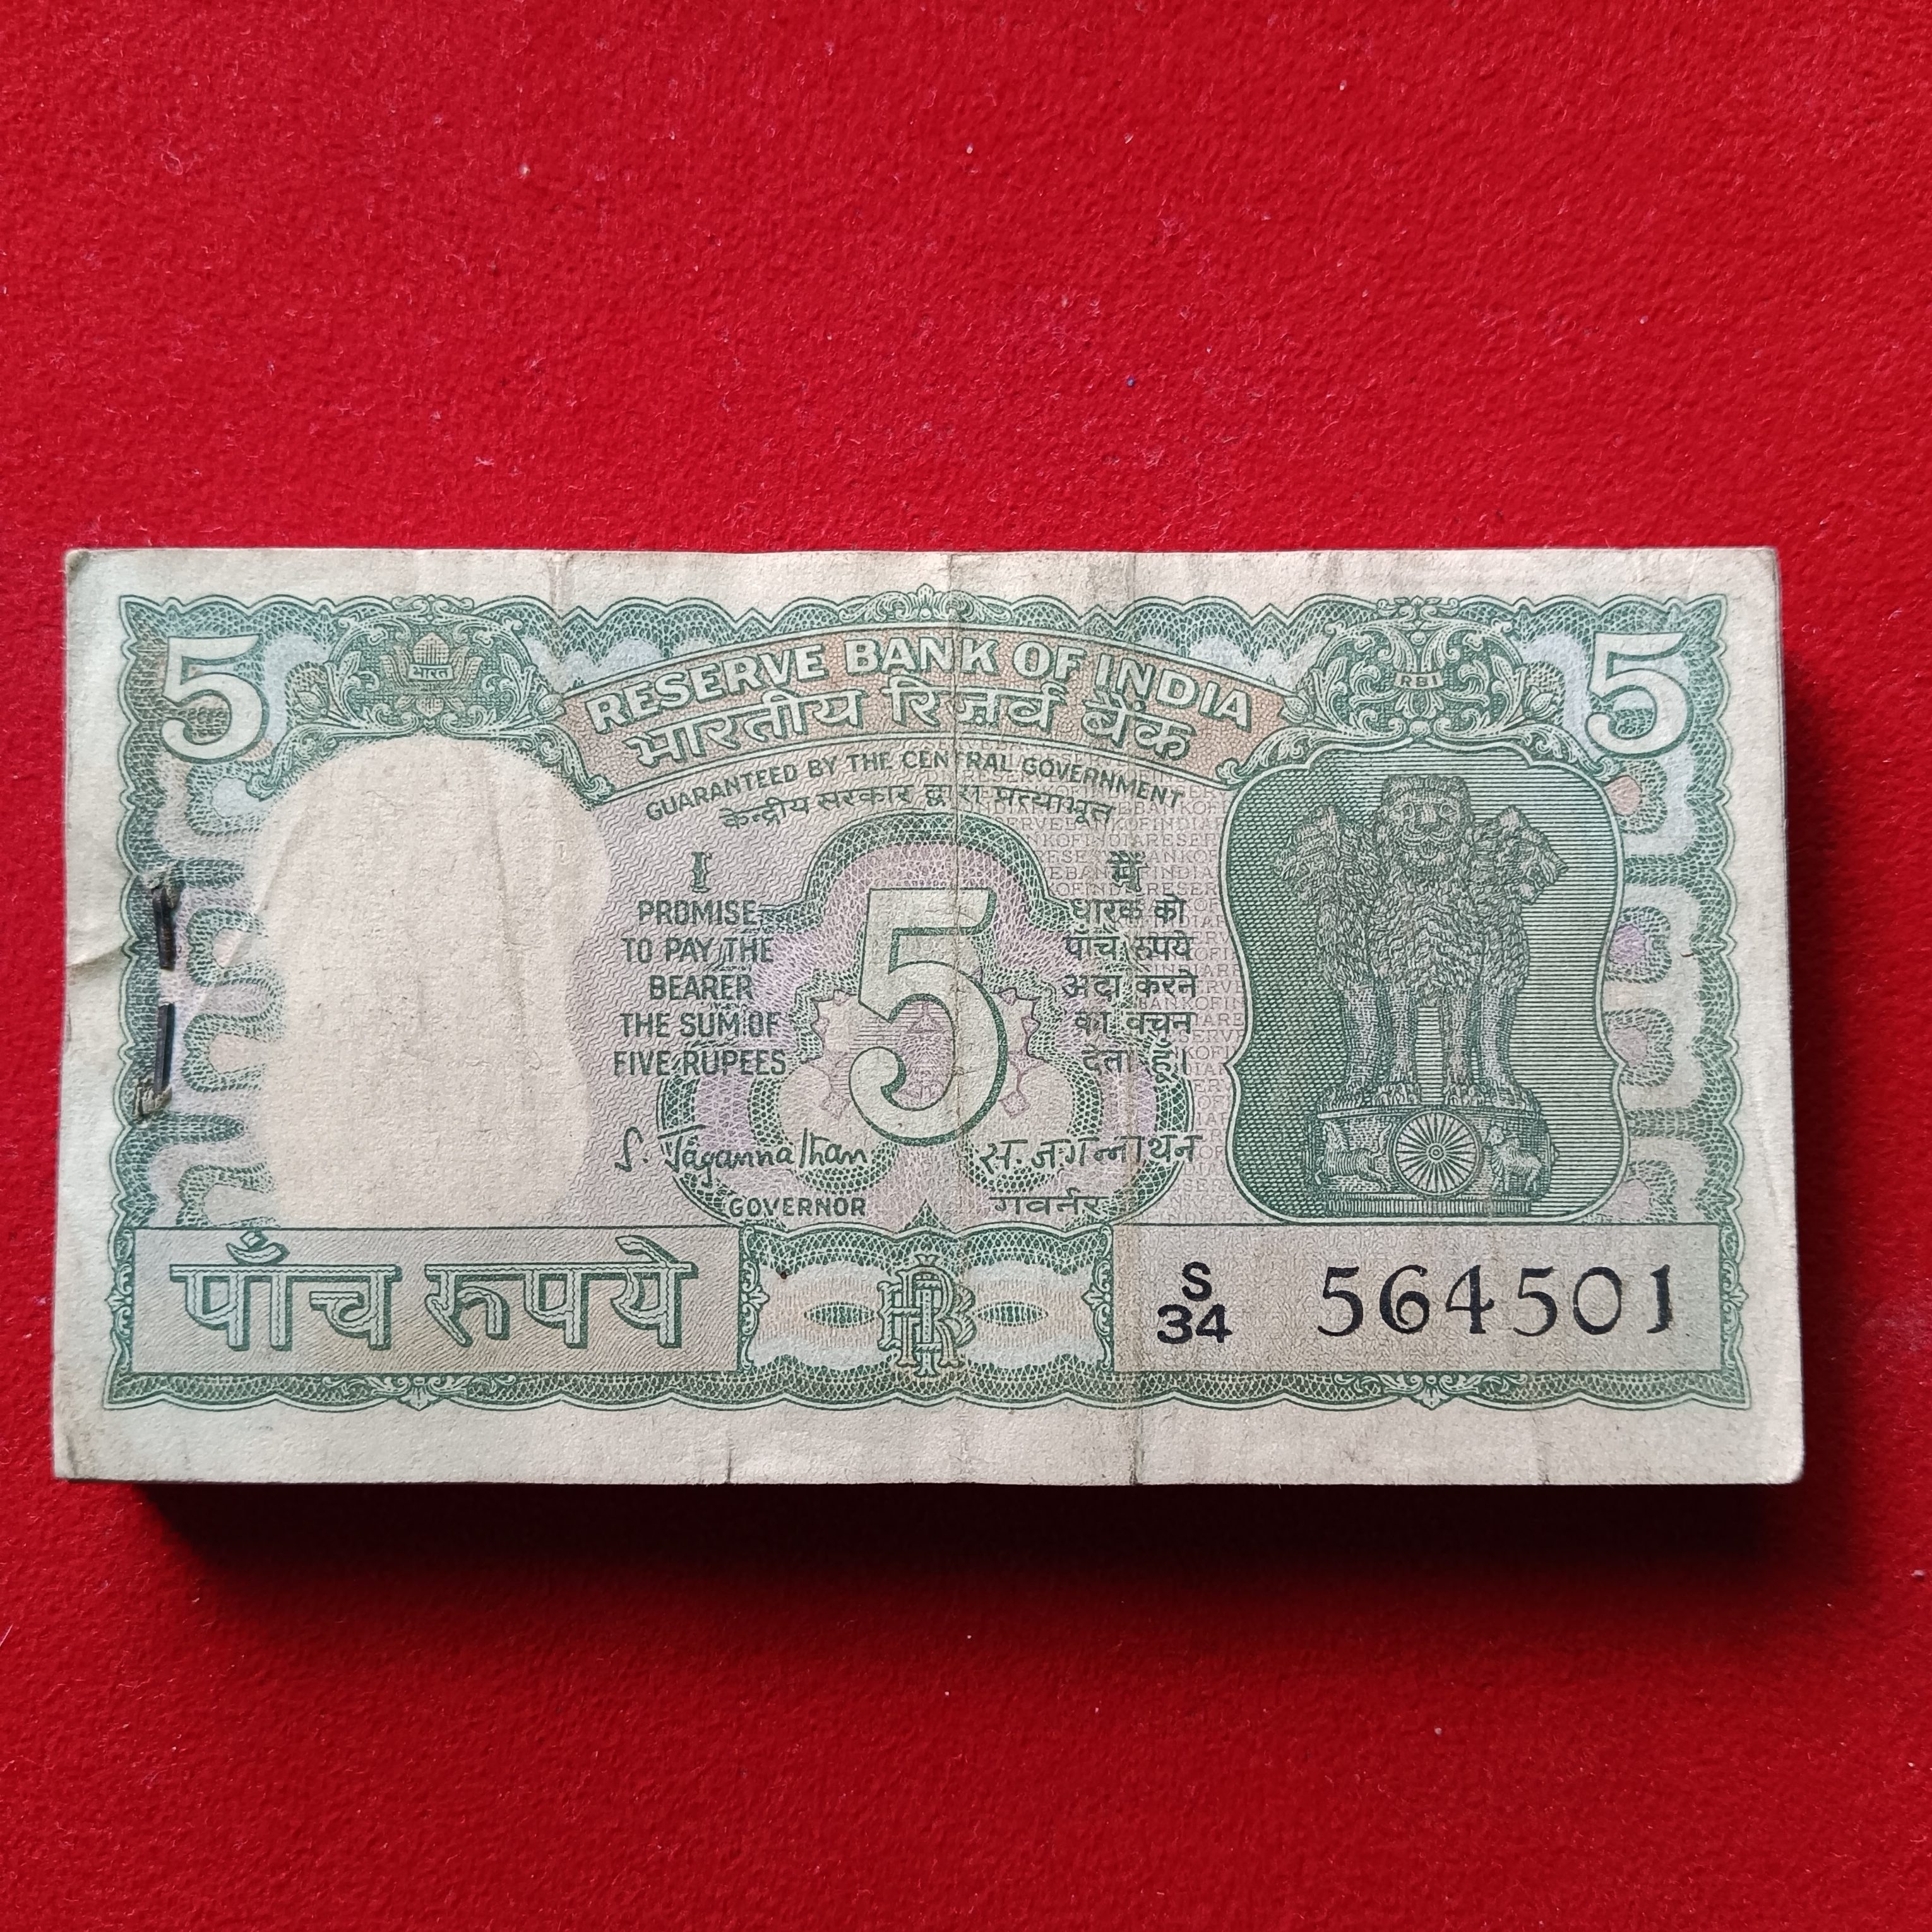 5 भारत RBI 5
RESERVE BANK OF INDIA
भारतीय रिज़र्व बैंक
GUARANTEED BY THE CENTRAL GOVERNMENT
केन्द्रीय सरकार द्वारा प्रत्याभूत
I
PROMISE
TO PAY THE
BEARER
THE SUM OF
FIVE RUPEES
5
मैं
धारक को
पांच रुपये
अदा करने
का वचन
देता हूं।
S. Jagannathan
GOVERNOR
स. जगन्नाथन
गवर्नर
पाँच रुपये
S
34 564501